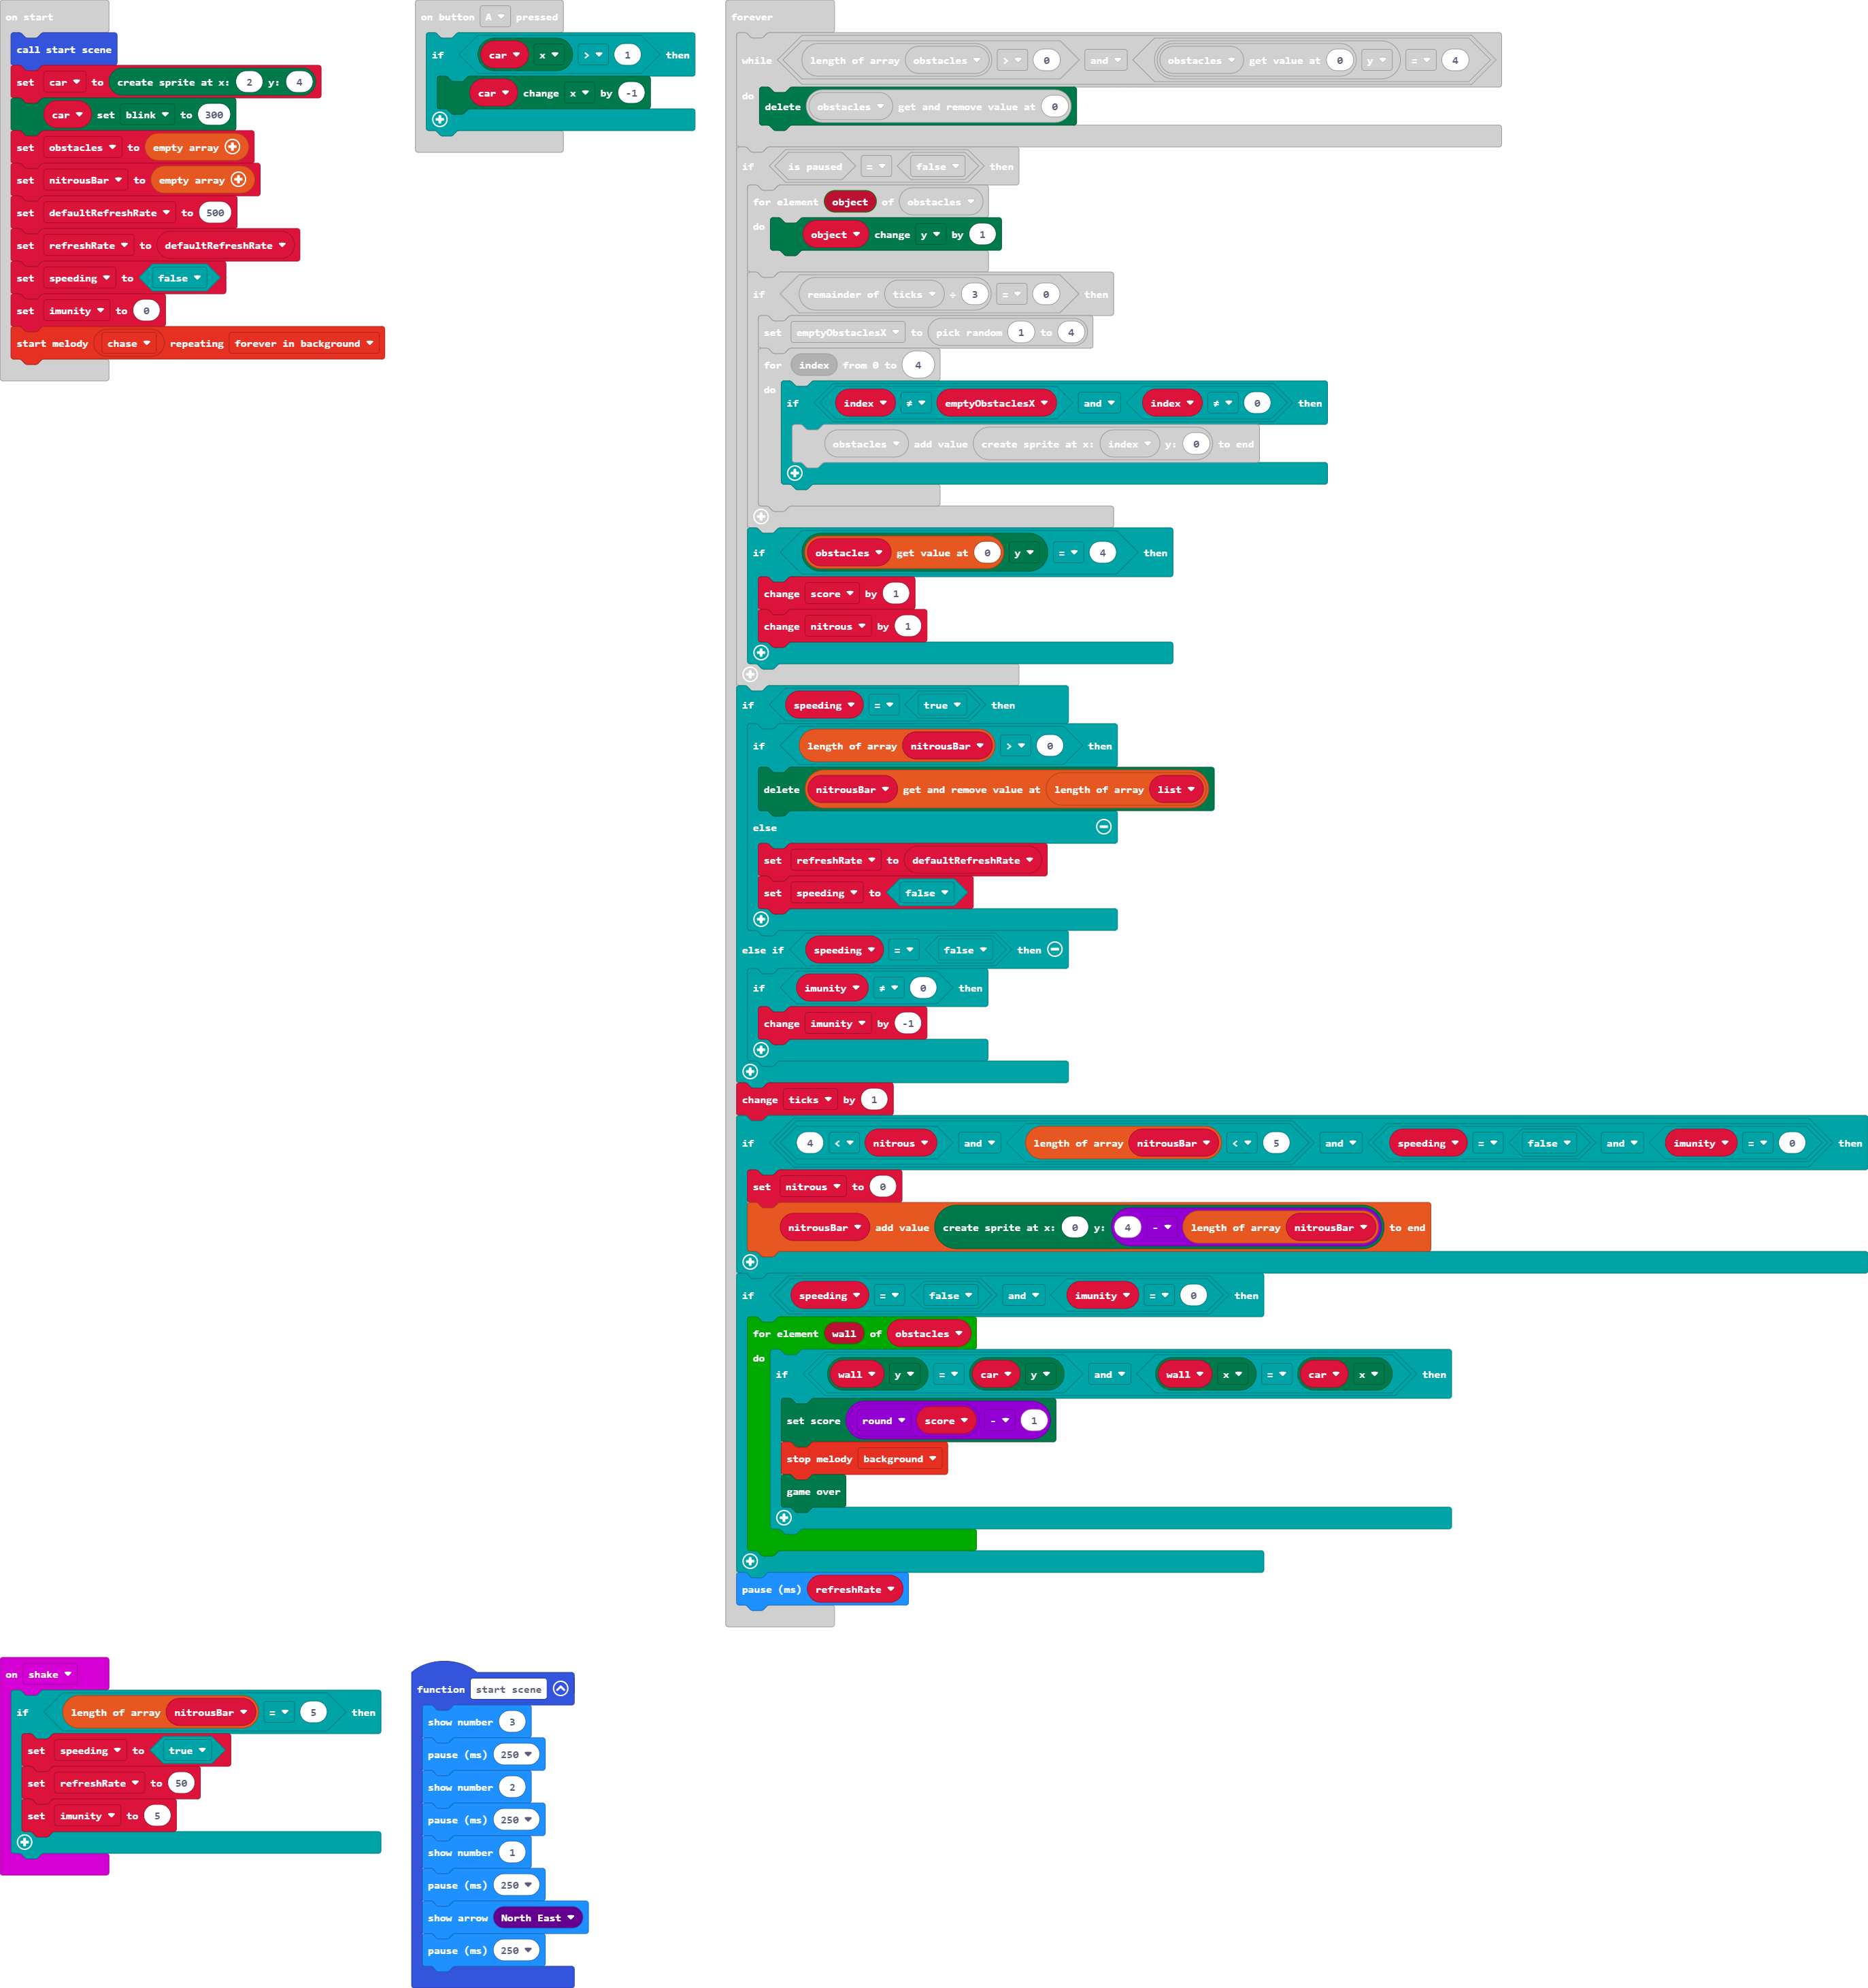 on start
call start scene
set car to create sprite at x: 2 y: 4
car set blink to 300
set obstacles to empty array
set nitrousBar to empty array
set defaultRefreshRate to 500
set refreshRate to defaultRefreshRate
set speeding to false
set imunity to 0
start melody chase repeating forever in background
on button A pressed
if car x > 1 then
car change x by -1
forever
while length of array obstacles > 0 and obstacles get value at 0 y = 4
do
delete obstacles get and remove value at 0
if is paused = false then
for element object of obstacles
do
object change y by 1
if remainder of ticks ÷ 3 = 0 then
set emptyObstaclesX to pick random 1 to 4
for index from 0 to 4
do
if index ≠ emptyObstaclesX and index ≠ 0 then
obstacles add value create sprite at x: index y: 0 to end
if obstacles get value at 0 y = 4 then
change score by 1
change nitrous by 1
if speeding = true then
if length of array nitrousBar > 0 then
delete nitrousBar get and remove value at length of array list
else
set refreshRate to defaultRefreshRate
set speeding to false
else if speeding = false then
if imunity ≠ 0 then
change imunity by -1
change ticks by 1
if 4 < nitrous and length of array nitrousBar < 5 and speeding = false and imunity = 0 then
set nitrous to 0
nitrousBar add value create sprite at x: 0 y: 4 - length of array nitrousBar to end
if speeding = false and imunity = 0 then
for element wall of obstacles
do
if wall y = car y and wall x = car x then
set score round score - 1
stop melody background
game over
pause (ms) refreshRate
on shake
if length of array nitrousBar = 5 then
set speeding to true
set refreshRate to 50
set imunity to 5
function start scene
show number 3
pause (ms) 250
show number 2
pause (ms) 250
show number 1
pause (ms) 250
show arrow North East
pause (ms) 250